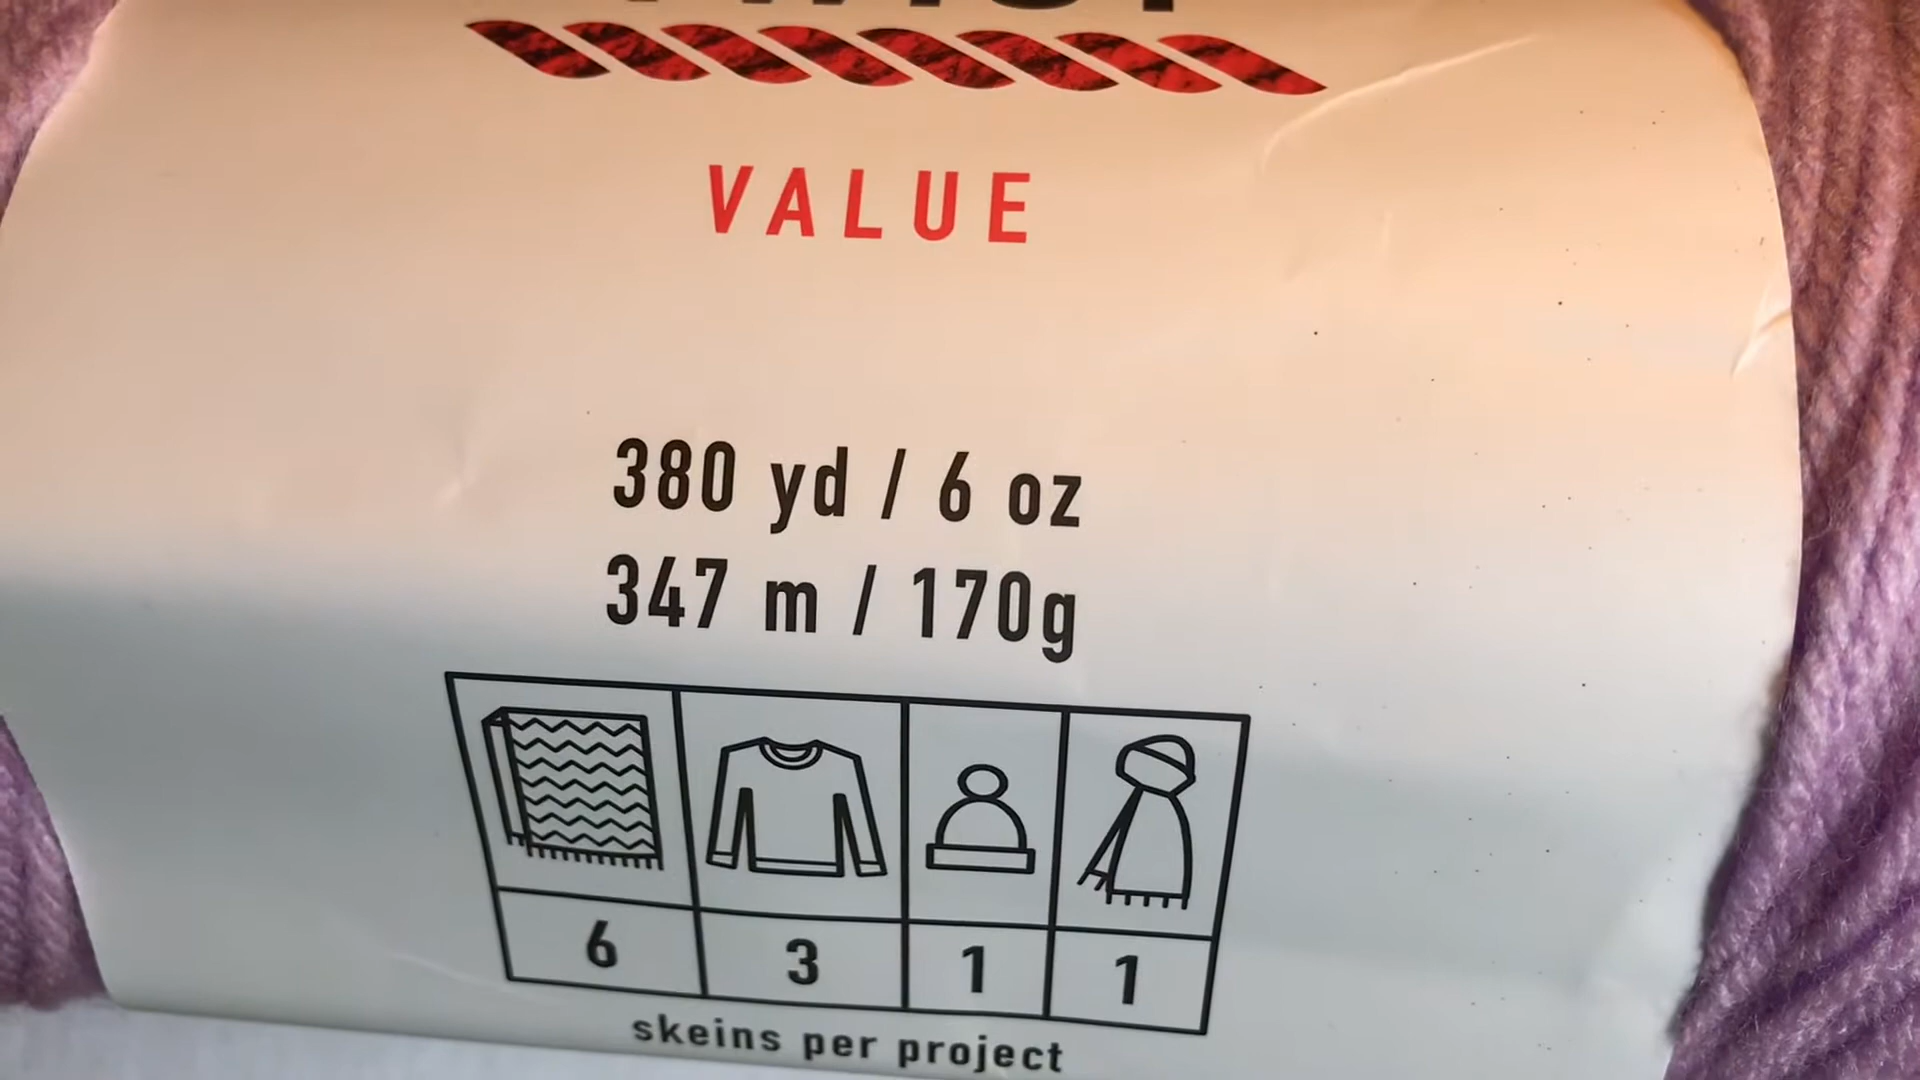 VALUE
380 yd / 6 oz
347 m / 170g
6 3 1 1
skeins per project